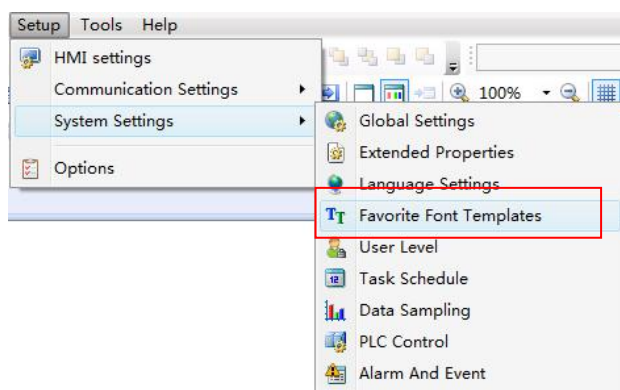 Setup Tools Help
HMI settings
Communication Settings
100%
System Settings
Global Settings
Extended Properties
Options
Language Settings
Favorite Font Templates
User Level
12
Task Schedule
Data Sampling
PLC Control
Alarm And Event